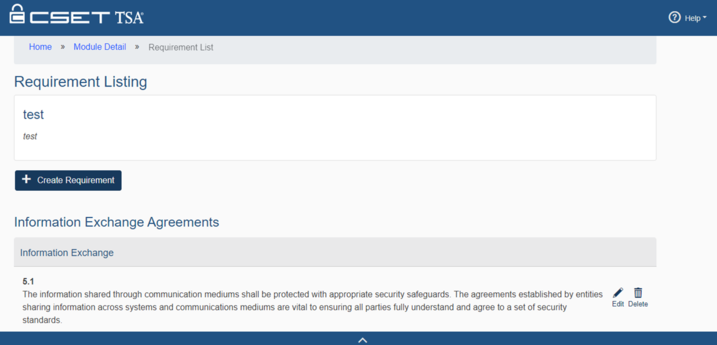 CSET TSA
Help
Home » Module Detail » Requirement List
Requirement Listing
test
test
+ Create Requirement
Information Exchange Agreements
Information Exchange
5.1
The information shared through communication mediums shall be protected with appropriate security safeguards. The agreements established by entities
sharing information across systems and communications mediums are vital to ensuring all parties fully understand and agree to a set of security
standards.
Edit Delete